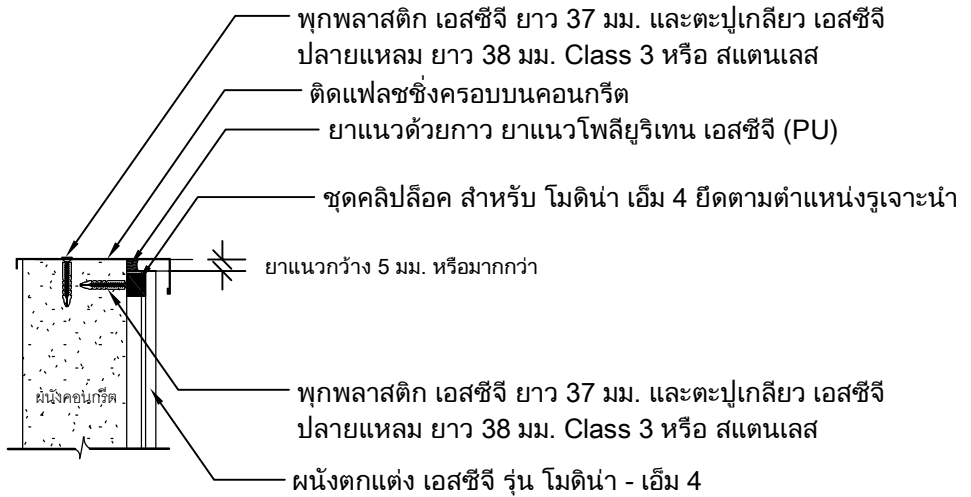 พุกพลาสติก เอสซีจี ยาว 37 มม. และตะปูเกลียว เอสซีจี
ปลายแหลม ยาว 38 มม. Class 3 หรือ สแตนเลส
ติดแฟลชชิ่งครอบบนคอนกรีต
ยาแนวด้วยกาว ยาแนวโพลียูริเทน เอสซีจี (PU)
ชุดคลิปล็อค สำหรับ โมดิน่า เอ็ม 4 ยึดตามตำแหน่งรูเจาะนำ
ยาแนวกว้าง 5 มม. หรือมากกว่า
ผนังคอนกรีต
พุกพลาสติก เอสซีจี ยาว 37 มม. และตะปูเกลียว เอสซีจี
ปลายแหลม ยาว 38 มม. Class 3 หรือ สแตนเลส
ผนังตกแต่ง เอสซีจี รุ่น โมดิน่า - เอ็ม 4